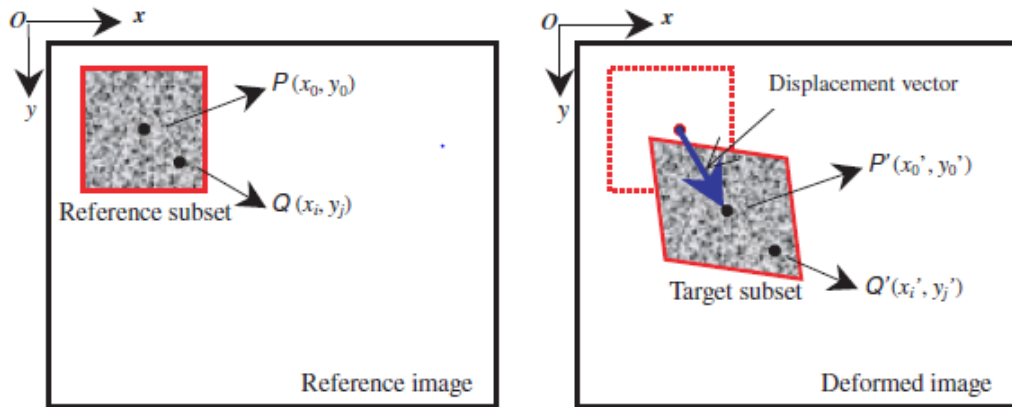 O x
y
P (x₀, y₀)
Q (xᵢ, yⱼ)
Reference subset
Reference image
O x
y
Displacement vector
P’(x₀’, y₀’)
Q’(xᵢ’, yⱼ’)
Target subset
Deformed image